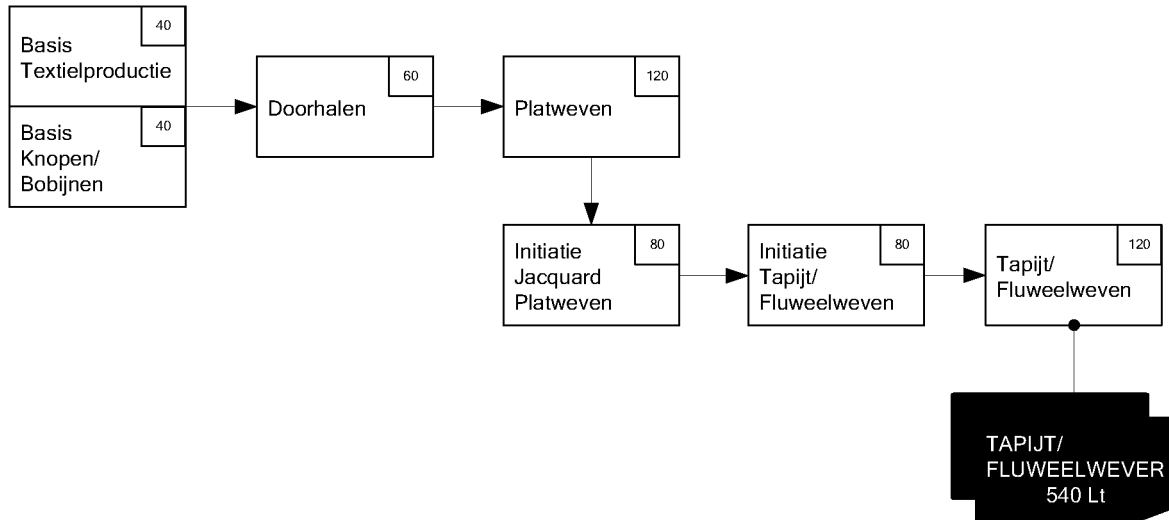 40
Basis
Textielproductie
40
Basis
Knopen/
Bobijnen
60
Doorhalen
120
Platweven
80
Initiatie
Jacquard
Platweven
80
Initiatie
Tapijt/
Fluweelweven
120
Tapijt/
Fluweelweven
TAPIJT/
FLUWEELWEVER
540 Lt